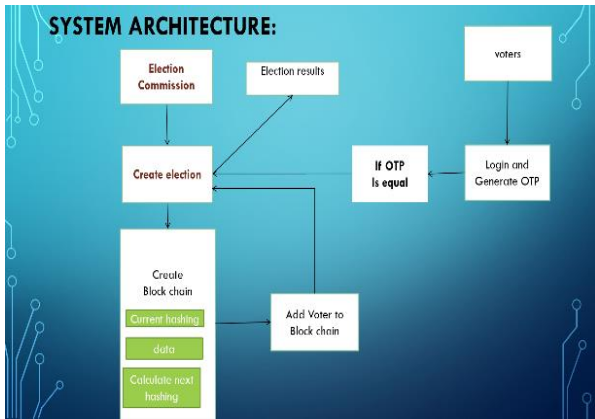 SYSTEM ARCHITECTURE:
Election
Commission
Election results
voters
Create election
If OTP
Is equal
Login and
Generate OTP
Create
Block chain
Current hashing
data
Calculate next
hashing
Add Voter to
Block chain